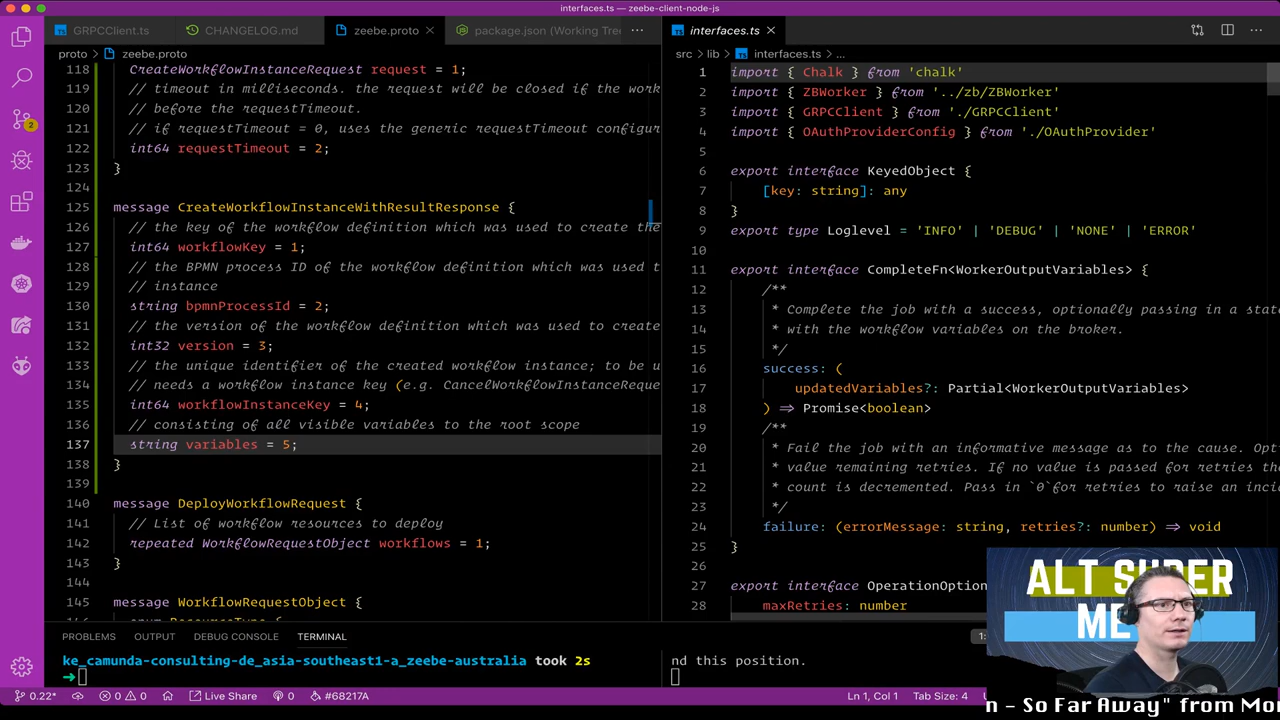 interfaces.ts — zeebe-client-node-js
GRPCClient.ts
CHANGELOG.md
zeebe.proto
package.json (Working Tre
interfaces.ts
proto > zeebe.proto
src > lib > interfaces.ts > ...
118 CreateWorkflowInstanceRequest request = 1;
119 // timeout in milliseconds. the request will be closed if the work
120 // before the requestTimeout.
121 // if requestTimeout = 0, uses the generic requestTimeout configur
122 int64 requestTimeout = 2;
123 }
124
125 message CreateWorkflowInstanceWithResultResponse {
126 // the key of the workflow definition which was used to create the
127 int64 workflowKey = 1;
128 // the BPMN process ID of the workflow definition which was used t
129 // instance
130 string bpmnProcessId = 2;
131 // the version of the workflow definition which was used to create
132 int32 version = 3;
133 // the unique identifier of the created workflow instance; to be u
134 // needs a workflow instance key (e.g. CancelWorkflowInstanceReque
135 int64 workflowInstanceKey = 4;
136 // consisting of all visible variables to the root scope
137 string variables = 5;
138 }
139
140 message DeployWorkflowRequest {
141 // List of workflow resources to deploy
142 repeated WorkflowRequestObject workflows = 1;
143 }
144
145 message WorkflowRequestObject {
1 import { Chalk } from 'chalk'
2 import { ZBWorker } from '../zb/ZBWorker'
3 import { GRPCClient } from './GRPCClient'
4 import { OAuthProviderConfig } from './OAuthProvider'
5
6 export interface KeyedObject {
7 [key: string]: any
8 }
9 export type Loglevel = 'INFO' | 'DEBUG' | 'NONE' | 'ERROR'
10
11 export interface CompleteFn<WorkerOutputVariables> {
12 /**
13 * Complete the job with a success, optionally passing in a stat
14 * with the workflow variables on the broker.
15 */
16 success: (
17 updatedVariables?: Partial<WorkerOutputVariables>
18 ) => Promise<boolean>
19 /**
20 * Fail the job with an informative message as to the cause. Opti
21 * value remaining retries. If no value is passed for retries the
22 * count is decremented. Pass in `0`for retries to raise an incid
23 */
24 failure: (errorMessage: string, retries?: number) => void
25 }
26
27 export interface OperationOption
28 maxRetries: number
PROBLEMS OUTPUT DEBUG CONSOLE TERMINAL 1:
ke_camunda-consulting-de_asia-southeast1-a_zeebe-australia took 2s
➜
nd this position.
ALT SUPER
ME
2
0.22* 0 0 Live Share 0 #68217A
Ln 1, Col 1 Tab Size: 4
n - So Far Away" from Mo